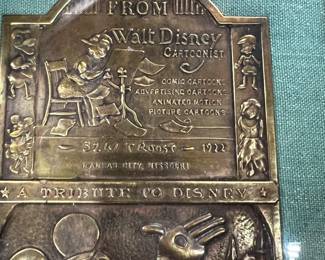 FROM
Walt Disney
CARTOONIST
COMIC CARTOONS
ADVERTISING CARTOONS
ANIMATED MOTION
PICTURE CARTOONS
1922
KANSAS CITY, MISSOURI
★ A TRIBUTE TO DISNEY ★